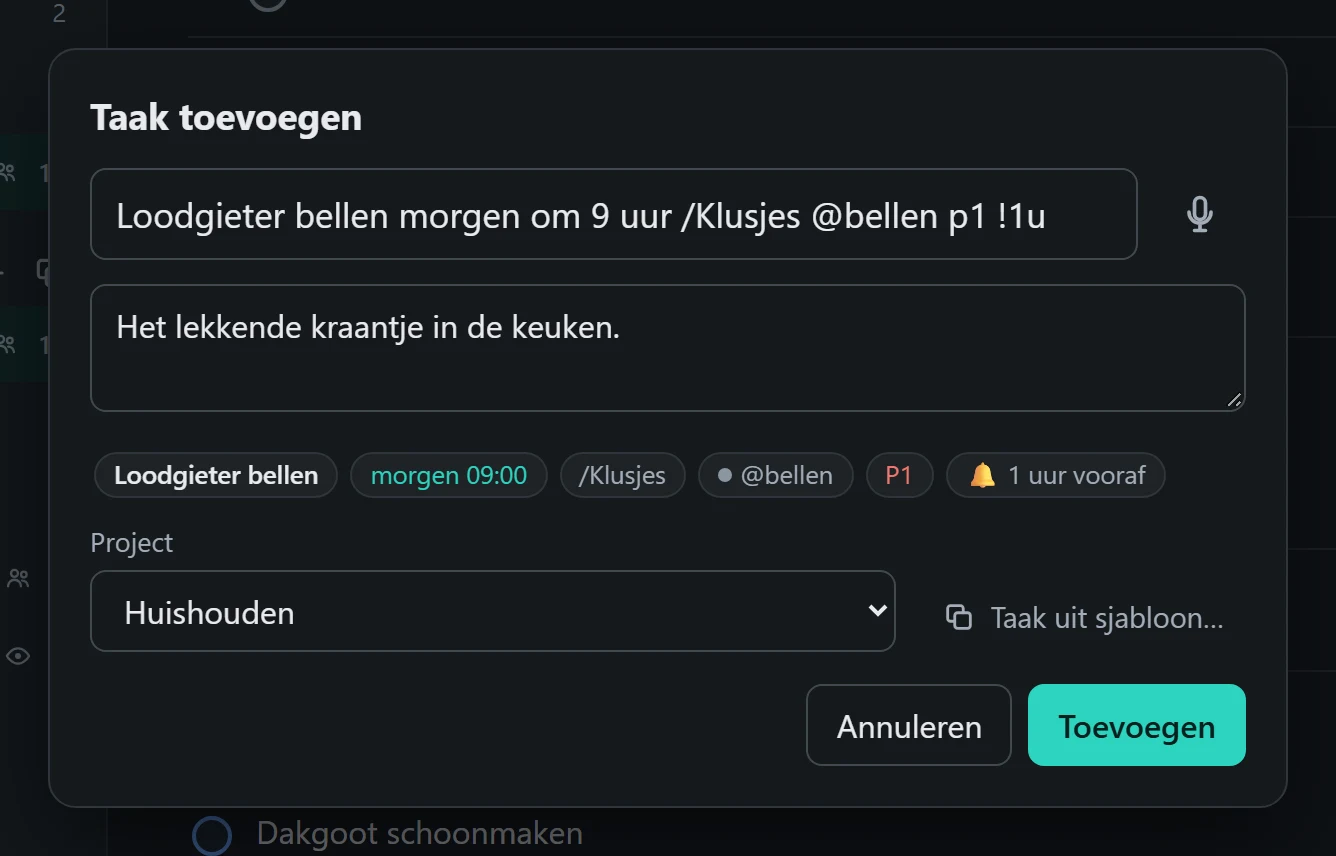 2
Taak toevoegen
Loodgieter bellen morgen om 9 uur /Klusjes @bellen p1 !1u
1
Het lekkende kraantje in de keuken.
1
Loodgieter bellen morgen 09:00 /Klusjes @bellen P1 1 uur vooraf
Project
Huishouden
Taak uit sjabloon...
Annuleren Toevoegen
Dakgoot schoonmaken